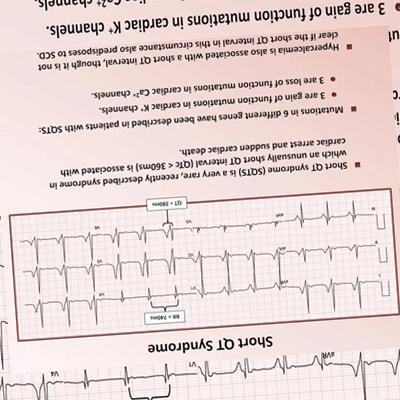 aVR V1 V4
Short QT Syndrome
RR = 740ms
aVR V1
QT = 280ms
Short QT syndrome (SQTS) is a very rare, recently described syndrome in
which an unusually short QT interval (QTc < 360ms) is associated with
cardiac arrest and sudden cardiac death.
Mutations in 6 different genes have been described in patients with SQTS:
3 are gain of function mutations in cardiac K⁺ channels.
3 are loss of function mutations in cardiac Ca²⁺ channels.
Hypercalcemia is also associated with a short QT interval, though it is not
clear if the short QT interval in this circumstance also predisposes to SCD.
3 are gain of function mutations in cardiac K⁺ channels.